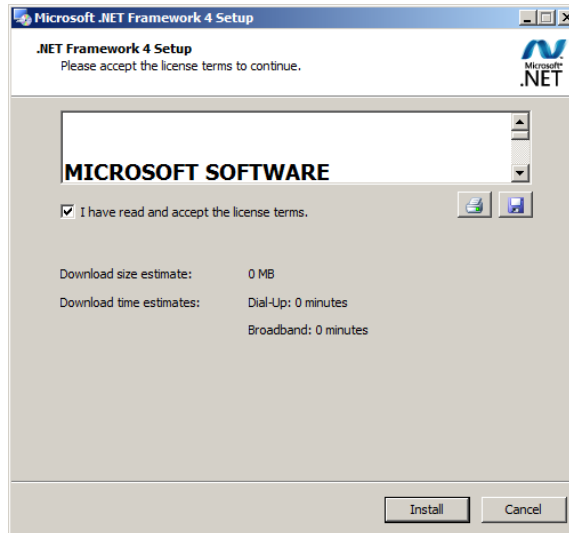 Microsoft .NET Framework 4 Setup
.NET Framework 4 Setup
Please accept the license terms to continue.
Microsoft®
.NET
MICROSOFT SOFTWARE
I have read and accept the license terms.
Download size estimate: 0 MB
Download time estimates: Dial-Up: 0 minutes
Broadband: 0 minutes
Install Cancel